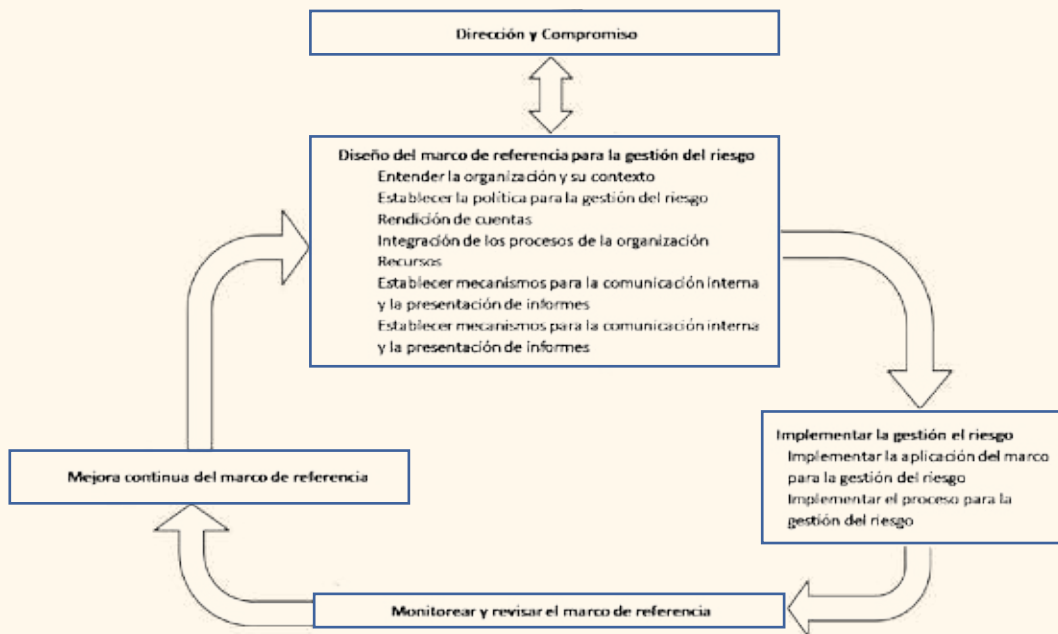 Dirección y Compromiso
Diseño del marco de referencia para la gestión del riesgo
Entender la organización y su contexto
Establecer la política para la gestión del riesgo
Rendición de cuentas
Integración de los procesos de la organización
Recursos
Establecer mecanismos para la comunicación interna
y la presentación de informes
Establecer mecanismos para la comunicación interna
y la presentación de informes
Implementar la gestión el riesgo
Implementar la aplicación del marco
para la gestión del riesgo
Implementar el proceso para la
gestión del riesgo
Mejora continua del marco de referencia
Monitorear y revisar el marco de referencia